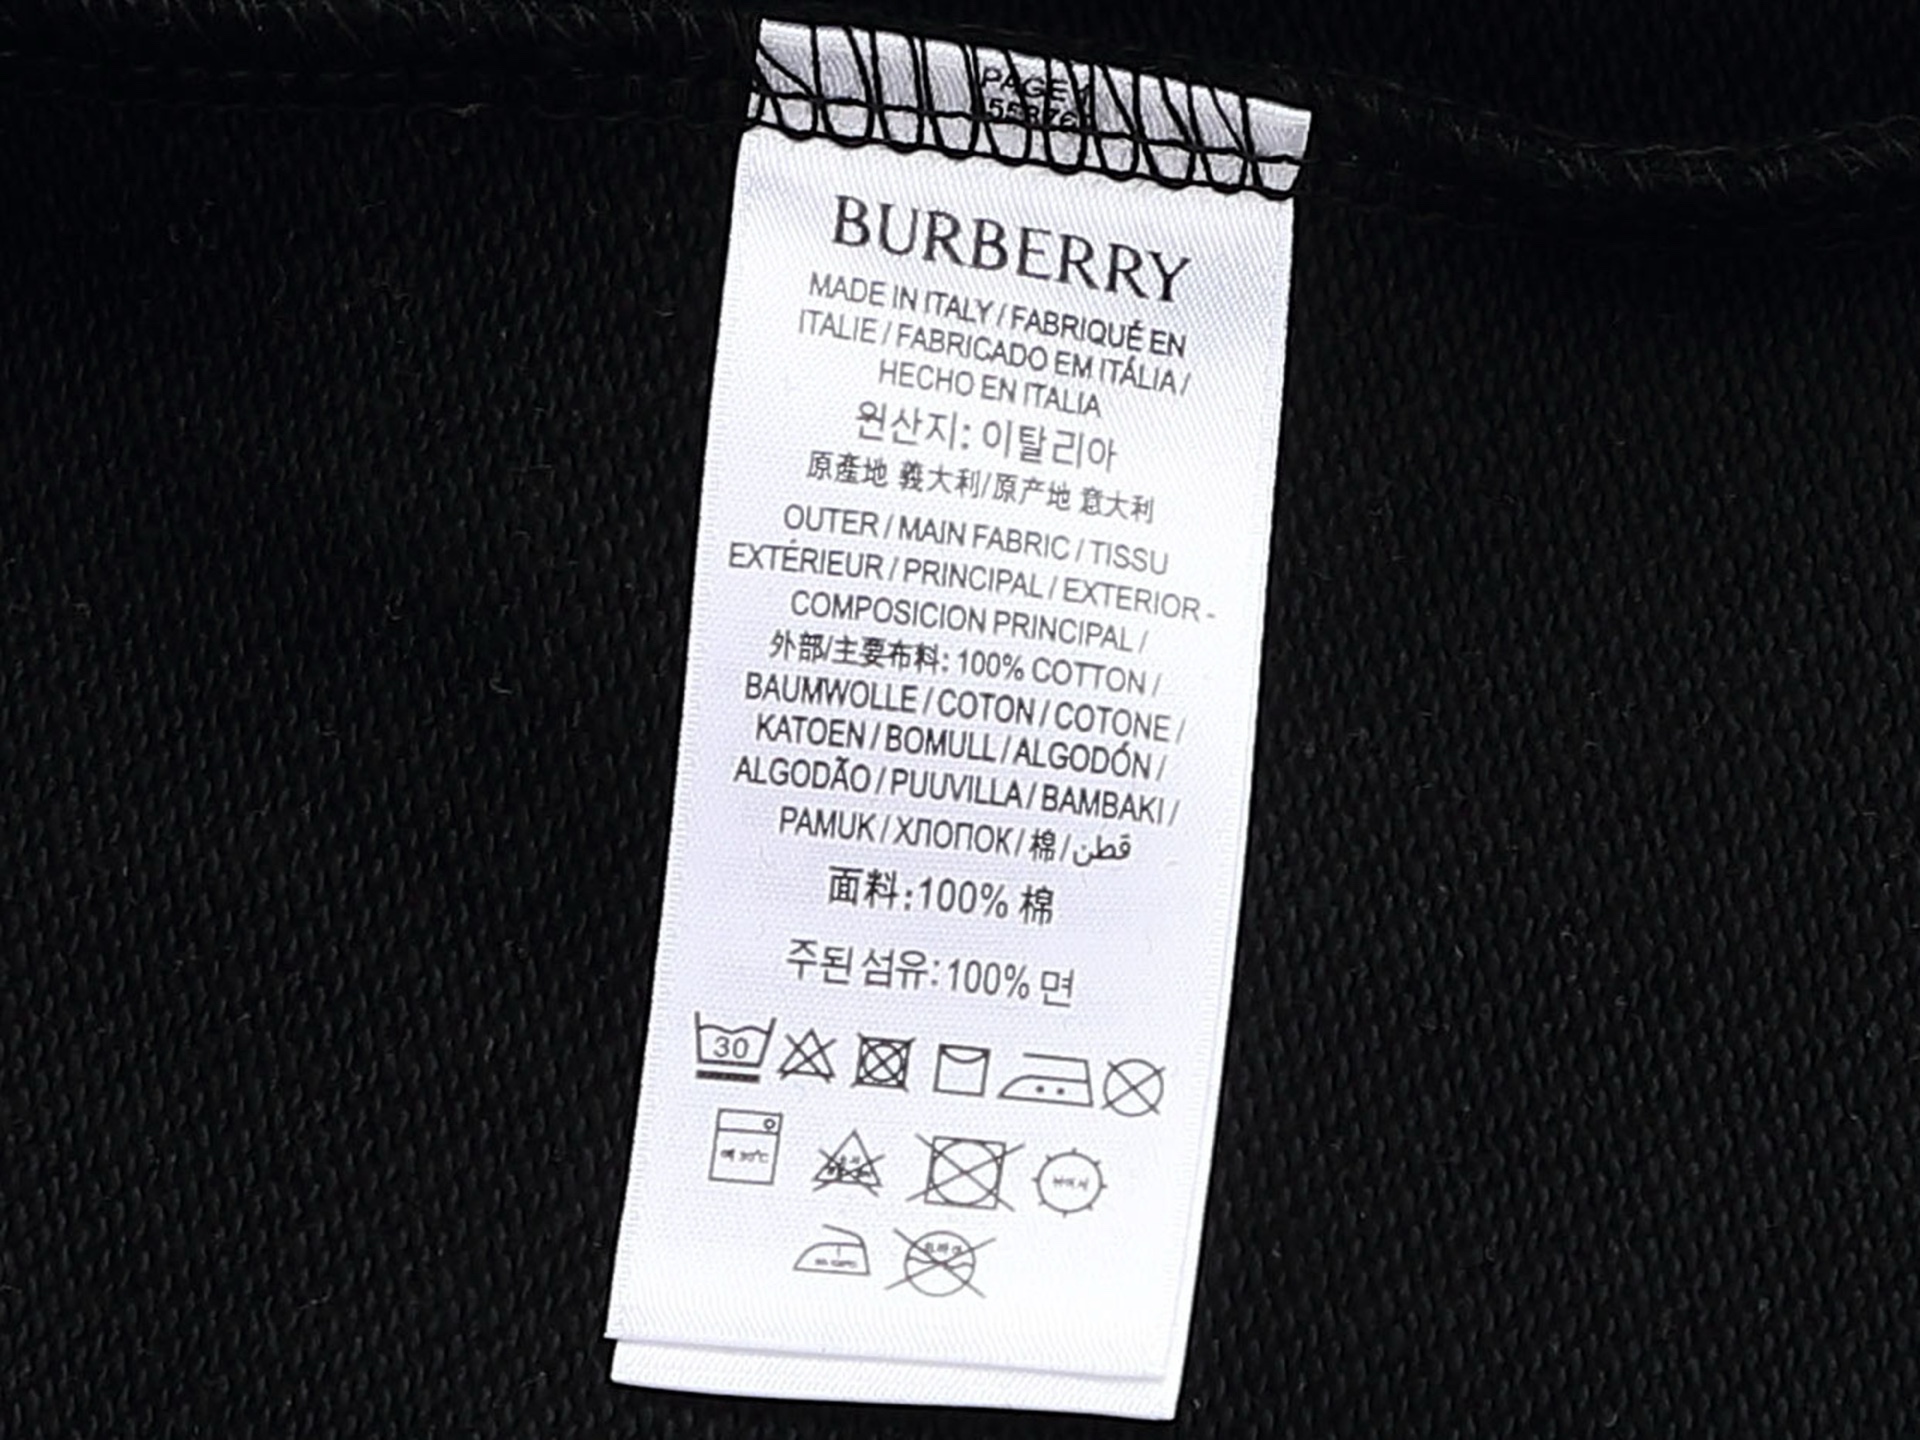 PAGE 1
BURBERRY
MADE IN ITALY / FABRIQUÉ EN
ITALIE / FABRICADO EM ITÁLIA /
HECHO EN ITALIA
원산지: 이탈리아
原產地 義大利/原产地 意大利
OUTER / MAIN FABRIC / TISSU
EXTÉRIEUR / PRINCIPAL / EXTERIOR -
COMPOSICION PRINCIPAL /
外部/主要布料: 100% COTTON /
BAUMWOLLE / COTON / COTONE /
KATOEN / BOMULL / ALGODÓN /
ALGODÃO / PUUVILLA / BAMBAKI /
PAMUK / ХЛОПОК / 棉 / قطن
面料:100% 棉
주된 섬유:100% 면
30